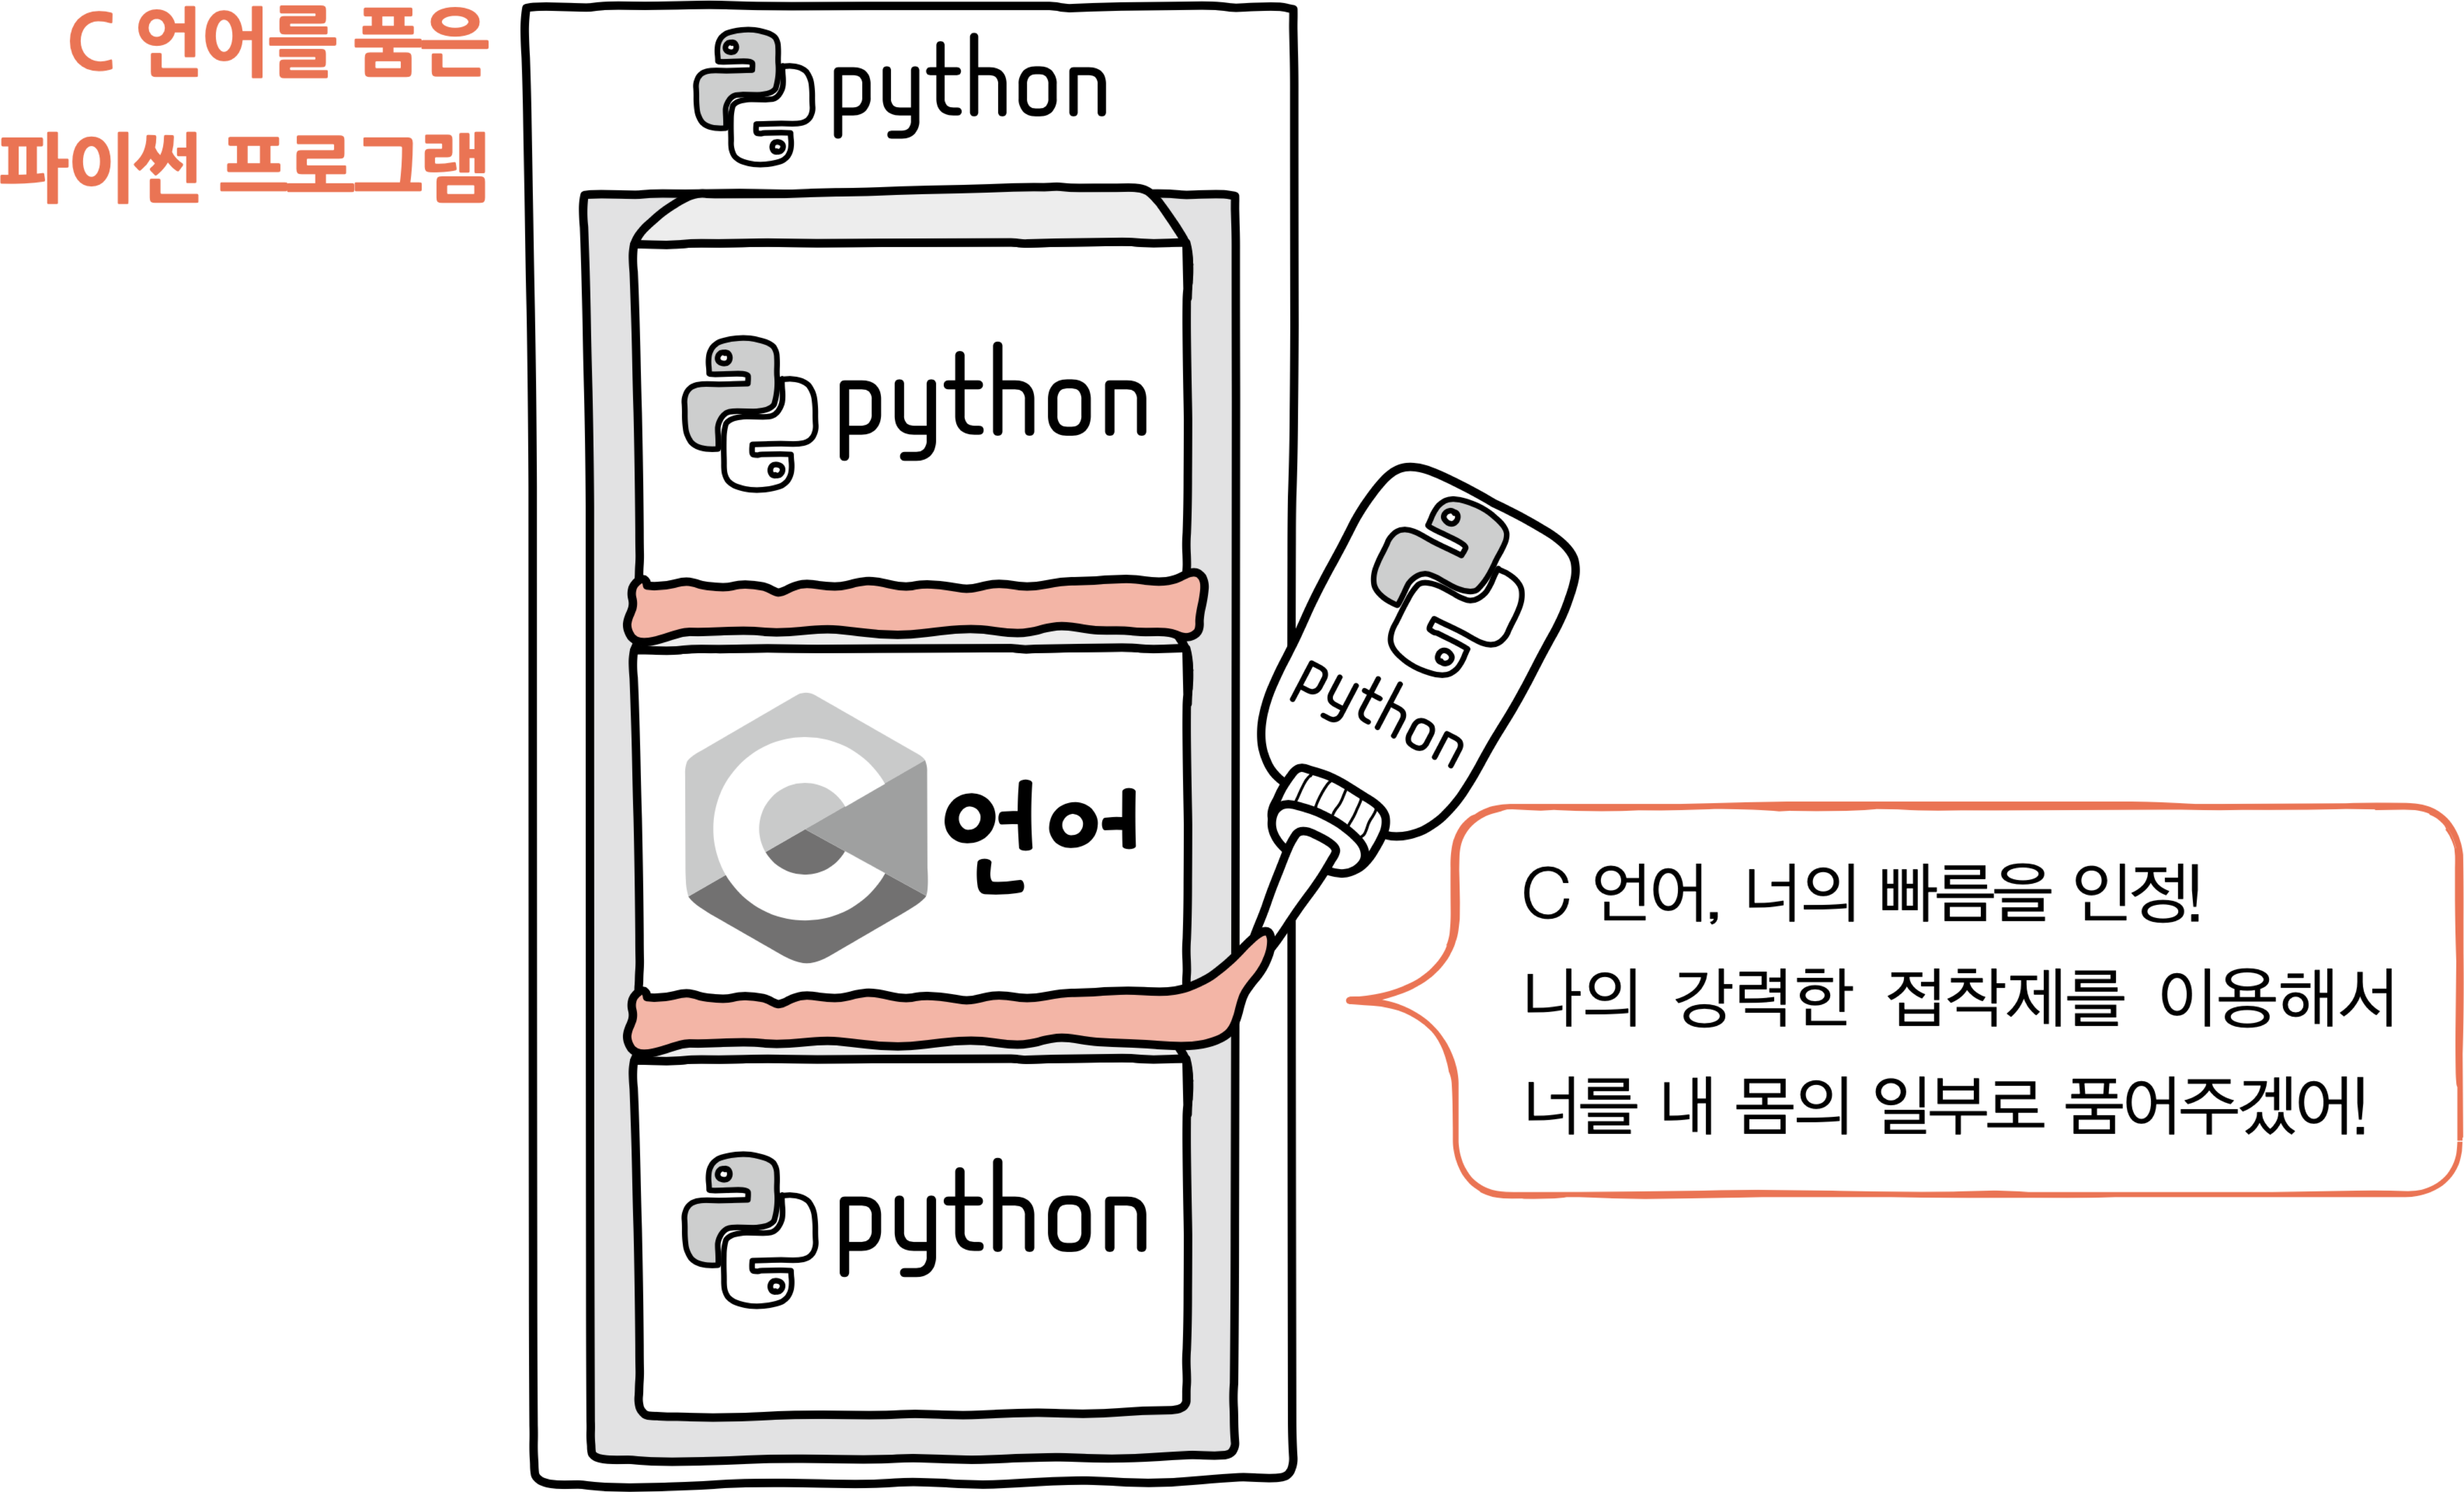 C 언어를 품은
파이썬 프로그램
python
python
python
언어
C 언어, 너의 빠름을 인정!
나의 강력한 접착제를 이용해서
너를 내 몸의 일부로 품어주겠어!
python